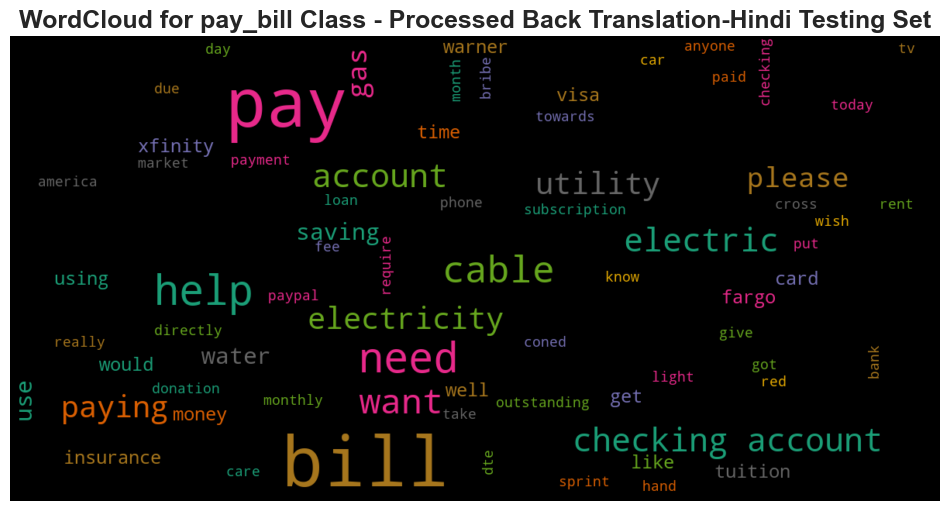 WordCloud for pay_bill Class - Processed Back Translation-Hindi Testing Set
day
warner
anyone
tv
gas
month
bribe
car
checking
paid
due
pay
visa
today
towards
time
xfinity
market
payment
america
account
utility
please
loan
phone
subscription
cross
rent
wish
saving
fee
require
electric
put
using
help
cable
know
card
paypal
fargo
electricity
directly
give
really
coned
water
need
would
got
bank
light
red
use
donation
want
well
get
monthly
outstanding
paying
money
take
bill
checking account
insurance
care
dte
like
tuition
sprint
hand